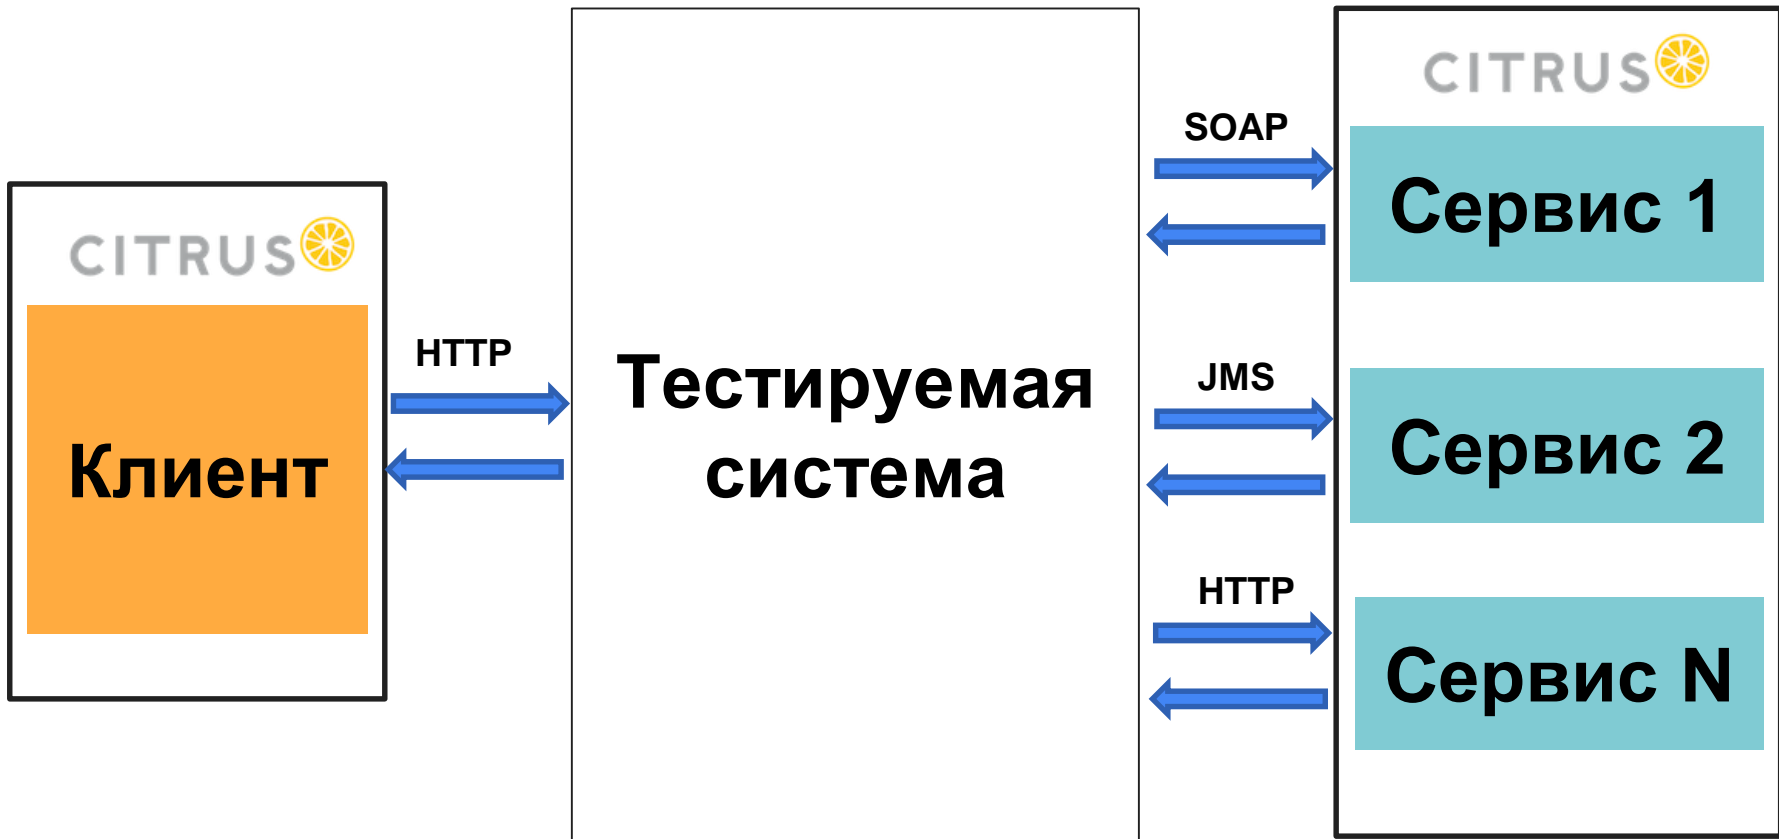 CITRUS
Клиент
HTTP
Тестируемая
система
SOAP
JMS
HTTP
CITRUS
Сервис 1
Сервис 2
Сервис N